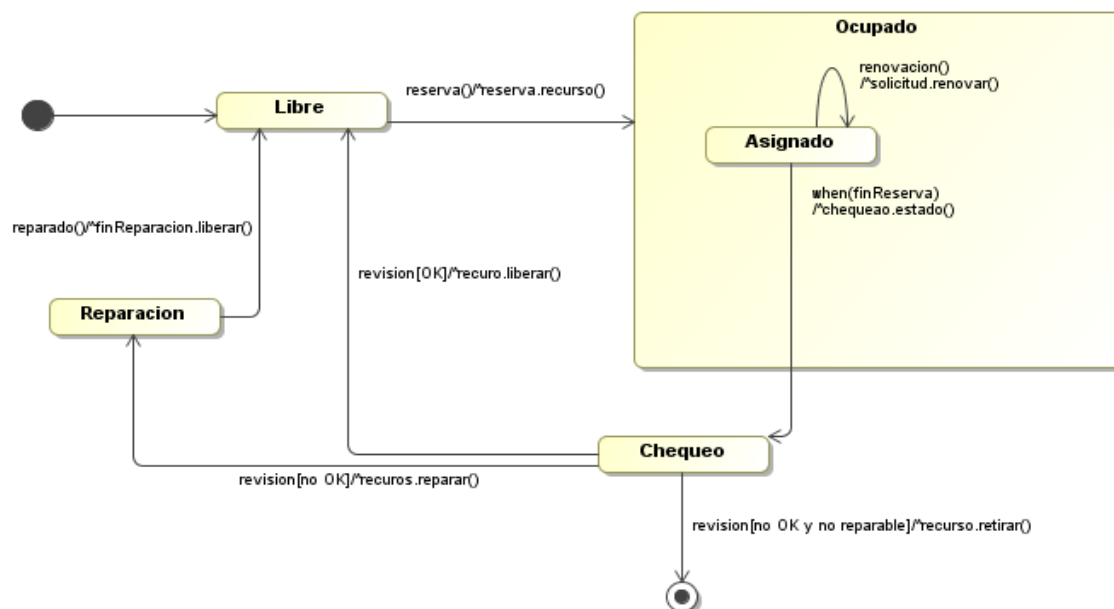 Ocupado
renovacion()
/^solicitud.renovar()
reserva()/^reserva.recurso()
Libre
Asignado
when(finReserva)
/^chequeao.estado()
reparado()/^finReparacion.liberar()
revision[OK]/^recuro.liberar()
Reparacion
Chequeo
revision[no OK]/^recuros.reparar()
revision[no OK y no reparable]/^recurso.retirar()